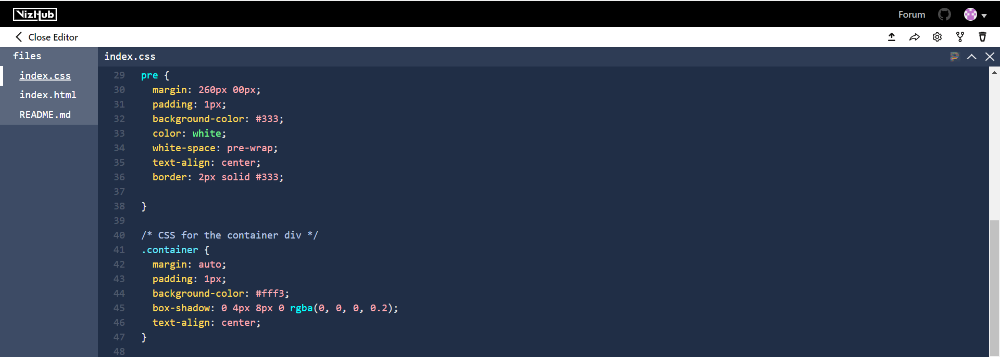 VizHub
Forum
Close Editor
files
index.css
index.html
README.md
index.css
29 pre {
30 margin: 260px 00px;
31 padding: 1px;
32 background-color: #333;
33 color: white;
34 white-space: pre-wrap;
35 text-align: center;
36 border: 2px solid #333;
37
38 }
39
40 /* CSS for the container div */
41 .container {
42 margin: auto;
43 padding: 1px;
44 background-color: #fff3;
45 box-shadow: 0 4px 8px 0 rgba(0, 0, 0, 0.2);
46 text-align: center;
47 }
48